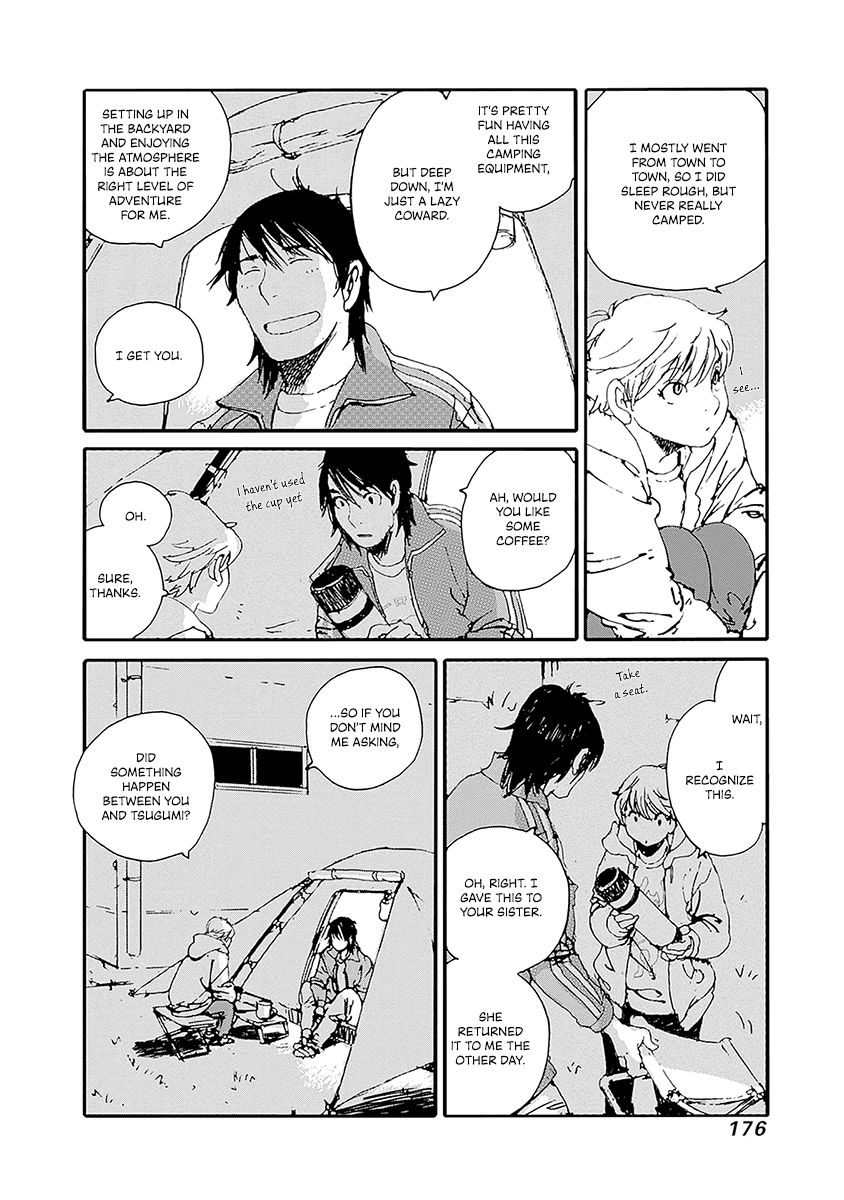 I MOSTLY WENT
FROM TOWN TO
TOWN, SO I DID
SLEEP ROUGH, BUT
NEVER REALLY
CAMPED.
I
see...
IT'S PRETTY
FUN HAVING
ALL THIS
CAMPING
EQUIPMENT,
BUT DEEP
DOWN, I'M
JUST A LAZY
COWARD.
SETTING UP IN
THE BACKYARD
AND ENJOYING
THE ATMOSPHERE
IS ABOUT THE
RIGHT LEVEL OF
ADVENTURE
FOR ME.
I GET YOU.
AH, WOULD
YOU LIKE
SOME
COFFEE?
I haven't used
the cup yet
OH.
SURE,
THANKS.
WAIT,
I
RECOGNIZE
THIS.
Take
a seat.
OH, RIGHT. I
GAVE THIS TO
YOUR SISTER.
SHE
RETURNED
IT TO ME THE
OTHER DAY.
...SO IF YOU
DON'T MIND
ME ASKING,
DID
SOMETHING
HAPPEN
BETWEEN YOU
AND TSUGUMI?
176